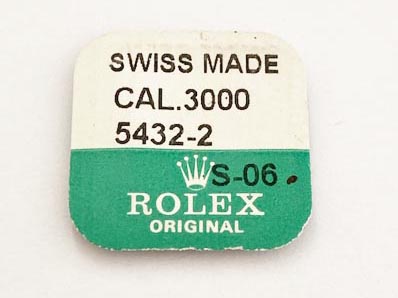 SWISS MADE
CAL.3000
5432-2
S-06.
ROLEX
ORIGINAL